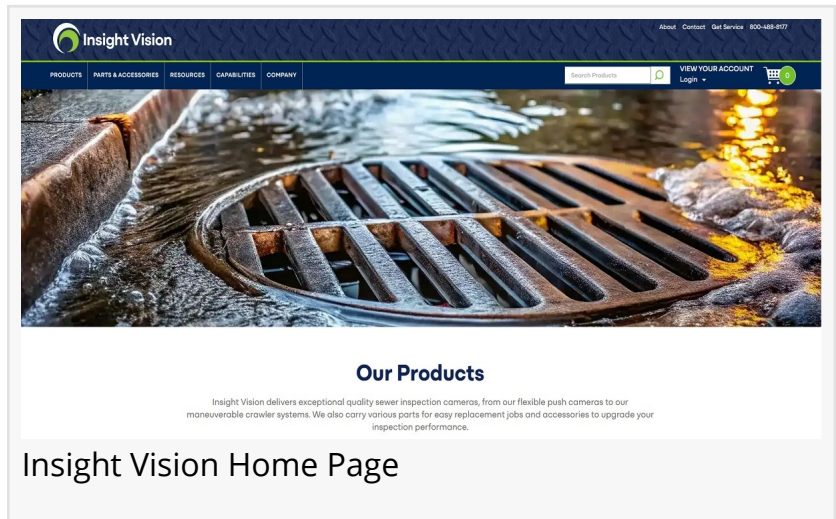 About Contact Get Service 800-488-8177
Insight Vision
PRODUCTS PARTS & ACCESSORIES RESOURCES CAPABILITIES COMPANY
Search Products
VIEW YOUR ACCOUNT
Login
0
Our Products
Insight Vision delivers exceptional quality sewer inspection cameras, from our flexible push cameras to our
maneuverable crawler systems. We also carry various parts for easy replacement jobs and accessories to upgrade your
inspection performance.
Insight Vision Home Page